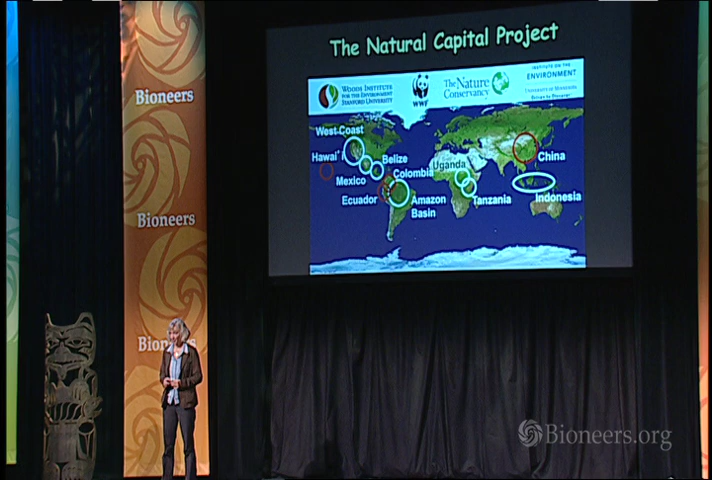 The Natural Capital Project
WOODS INSTITUTE
FOR THE ENVIRONMENT
STANFORD UNIVERSITY
WWF
The Nature
Conservancy
INSTITUTE ON THE
ENVIRONMENT
UNIVERSITY OF MINNESOTA
West Coast
Hawai'i
Mexico
Belize
Colombia
Ecuador
Amazon
Basin
Uganda
Tanzania
China
Indonesia
Bioneers
Bioneers
Bion ers
Bioneers.org